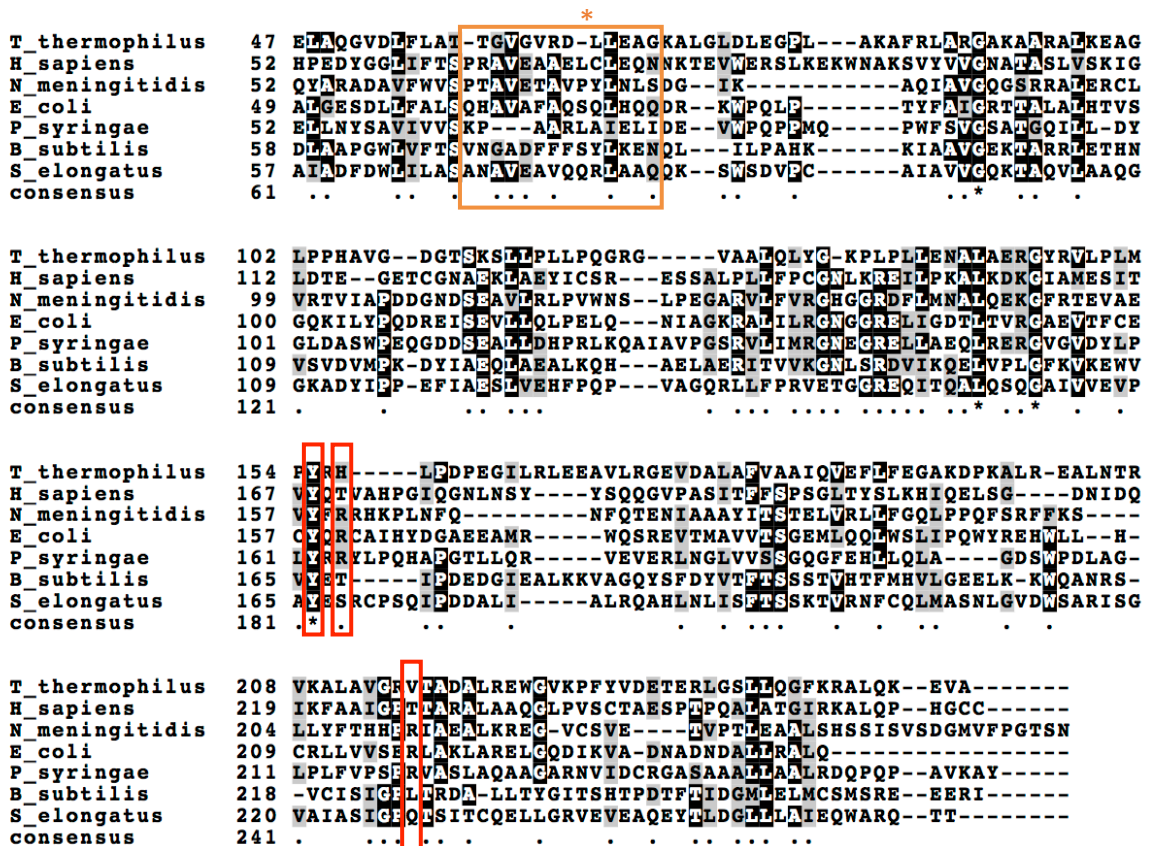 *
T_thermophilus 47 ELAQGVDLFLAT-TGVGVRD-LLEAGKALGLDLEGPL---AKAFRLARGAKAARALKEAG
H_sapiens 52 HPEDYGGLIFTSPRAVEAAELCLEQNNKTEVWERSLKEKWNAKSVYVVGNATASLVSKIG
N_meningitidis 52 QYARADAVFWVSPTAVETAVPYLNLSDG--IK---------AQIAVGQGSRRALERCL
E_coli 49 ALGESDLLFALSQHAVAFAQSQLHQQDR--KWPQLP-----TYFAIGRTTALALHTVS
P_syringae 52 ELLNYSAVIVVSKP---AARLAIELIDE--VWPQPPMQ-----PWFSVGSATGQILL-DY
B_subtilis 58 DLAAPGWLVFTSVNGADFFFSYLKENQL---ILPAHK------KIAAVGEKTARRLETHN
S_elongatus 57 AIADFDWLILASANAVEAVQQRLAAQQK---SWSDVPC-----AIAVVGQKTAQVLAAQG
consensus 61 .. . . ... . . .. . . ..* .. . .
T_thermophilus 102 LPPHAVG--DGTSKSLLPLLPQGRG------VAALQLYG-KPLPLLENALAERGYRVLPLM
H_sapiens 112 LDTE---GETCGNAEKLAEYICSR---ESSALPLLFPCGNLKREILPKALKDKGIAMESIT
N_meningitidis 99 VRTVIAPDDGNDSEAVLRLPVWNS--LPEGARVLFVRGHGGRDFLMNALQEKGFRTEVAE
E_coli 100 GQKILYPQDREISEVLLQLPELQ---NIAGKRALILRGNGGRELIGDTLTVRGAEVTFCE
P_syringae 101 GLDASWPEQGDDSEALLDHPRLKQAIAVPGSRVLIMRGNEGRELLAEQLRERGVGVDYLP
B_subtilis 109 VSVDVMPK-DYIAEQLAEALKQH---AELAERITVVKGNLSRDVIKQELVPLGFKVKEWV
S_elongatus 109 GKADYIPP-EFIAESLVEHFPQP---VAGQRLLFPRVETGGREQITQALQSQGAIVVEVP
consensus 121 . . .. ... . .. .... ..... ..* ..* . .
T_thermophilus 154 PYRH-----LPDPEGILRLEEAVLRGEVDALAFVAAIQVEFLFEGAKDPKALR-EALNTR
H_sapiens 167 VYQTVAHPGIQGNLNSY----YSQQGVPASITFFSPSGLTYSLKHIQELSG---DNIDQ
N_meningitidis 157 VYFRRHKPLNFQ---------NFQTENIAAAYITSTELVRLLFGQLPPQFSRFFKS----
E_coli 157 CYQRCAIHYDGAEEAMR-----WQSREVTMAVVTSGEMLQQLWSLIPQWYREHWLL--H-
P_syringae 161 LYRRYLPQHAPGTLLQR-----VEVERLNGLVVSSGQGFEHLLQLA----GDSWPDLAG-
B_subtilis 165 VYET-----IPDEDGIEALKKVAGQYSFDYVTFTSSSTVHTFMHVLGEELK-KWQANRS-
S_elongatus 165 AYESRCPSQIPDDALI-----ALRQAHLNLISFTSSKTVRNFCQLMASNLGVDWSARISG
consensus 181 .*. .. . . ... . . . .
T_thermophilus 208 VKALAVGRVTADALREWGVKPFYVDETERLGSLLQGFKRALQK--EVA-------
H_sapiens 219 IKFAAIGPTTARALAAQGLPVSCTAESPTPQALATGIRKALQP--HGCC------
N_meningitidis 204 LLYFTHHPRIAEALKREG-VCSVE----TVPTLEAALSHSSISVSDGMVFPGTSN
E_coli 209 CRLLVVSERLAKLARELGQDIKVA-DNADNDALLRALQ-----------------
P_syringae 211 LPLFVPSPRVASLAQAAGARNVIDCRGASAAALLAALRDQPQP--AVKAY-----
B_subtilis 218 -VCISIGPLTRDA-LLTYGITSHTPDTFTIDGMLELMCSMSRE--EERI------
S_elongatus 220 VAIASIGPQTSITCQELLGRVEVEAQEYTLDGLLLAIEQWARQ--TT--------
consensus 241 . .... .. . . . . ....